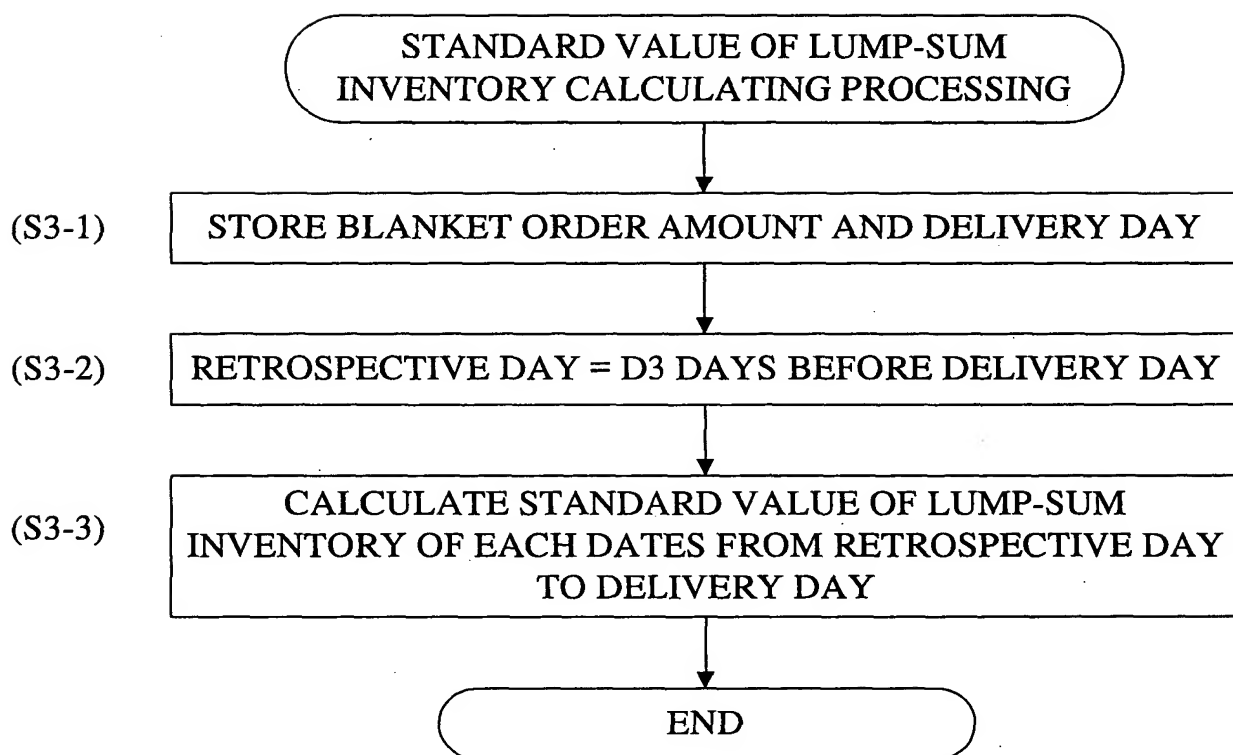 STANDARD VALUE OF LUMP-SUM
INVENTORY CALCULATING PROCESSING
(S3-1)
STORE BLANKET ORDER AMOUNT AND DELIVERY DAY
(S3-2)
RETROSPECTIVE DAY = D3 DAYS BEFORE DELIVERY DAY
(S3-3)
CALCULATE STANDARD VALUE OF LUMP-SUM
INVENTORY OF EACH DATES FROM RETROSPECTIVE DAY
TO DELIVERY DAY
END